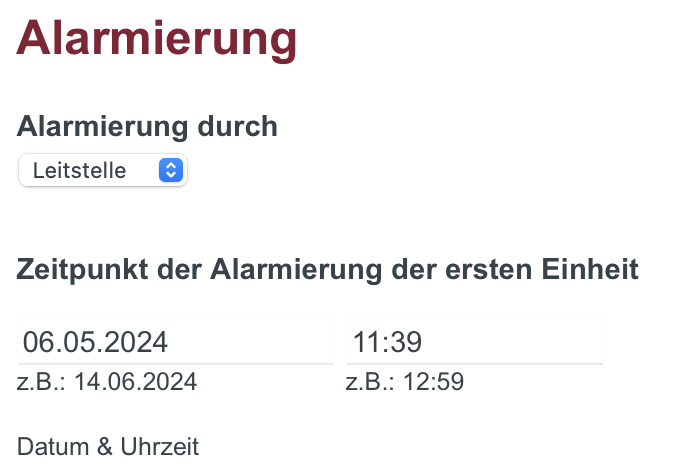 Alarmierung
Alarmierung durch
Leitstelle
Zeitpunkt der Alarmierung der ersten Einheit
06.05.2024 11:39
z.B.: 14.06.2024 z.B.: 12:59
Datum & Uhrzeit